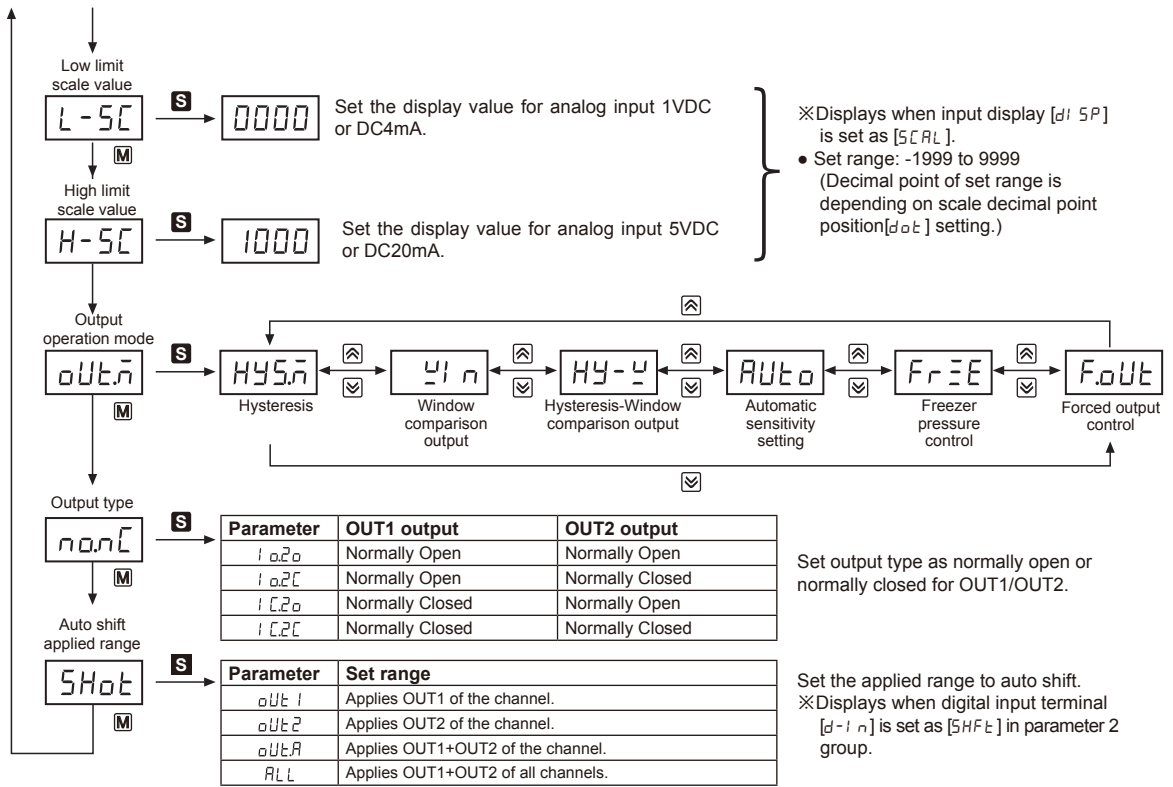 Low limit
scale value
L-SC
S
0000
Set the display value for analog input 1VDC
or DC4mA.
M
High limit
scale value
H-SC
S
1000
Set the display value for analog input 5VDC
or DC20mA.
※Displays when input display [dI SP]
is set as [SCAL].
● Set range: -1999 to 9999
(Decimal point of set range is
depending on scale decimal point
position[dot] setting.)
Output
operation mode
oUt.m
S
M
HYS.m
Hysteresis
WI n
Window
comparison
output
HY-W
Hysteresis-Window
comparison output
AUto
Automatic
sensitivity
setting
FrZE
Freezer
pressure
control
F.oUt
Forced output
control
Output type
no.nC
S
M
Parameter OUT1 output OUT2 output
1o.2o Normally Open Normally Open
1o.2C Normally Open Normally Closed
1C.2o Normally Closed Normally Open
1C.2C Normally Closed Normally Closed
Set output type as normally open or
normally closed for OUT1/OUT2.
Auto shift
applied range
SHot
S
M
Parameter Set range
oUt1 Applies OUT1 of the channel.
oUt2 Applies OUT2 of the channel.
oUt.A Applies OUT1+OUT2 of the channel.
ALL Applies OUT1+OUT2 of all channels.
Set the applied range to auto shift.
※Displays when digital input terminal
[d-I n] is set as [SHFt] in parameter 2
group.